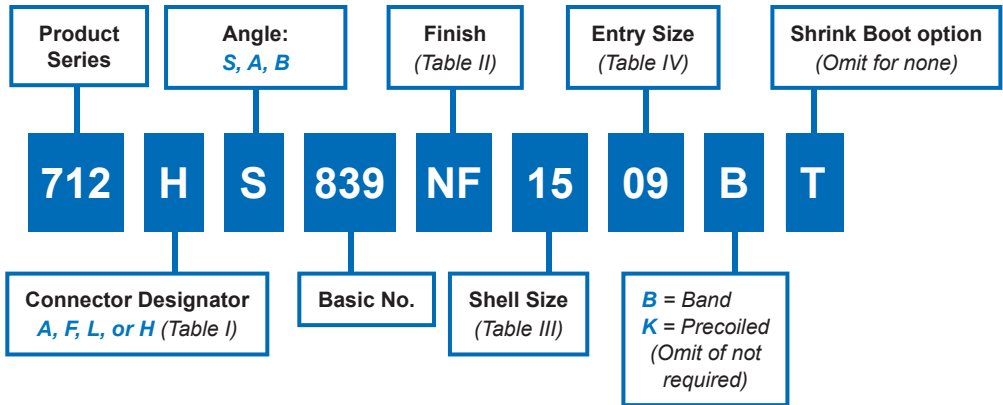 Product
Series
Angle:
S, A, B
Finish
(Table II)
Entry Size
(Table IV)
Shrink Boot option
(Omit for none)
712 H S 839 NF 15 09 B T
Connector Designator
A, F, L, or H (Table I)
Basic No.
Shell Size
(Table III)
B = Band
K = Precoiled
(Omit of not
required)